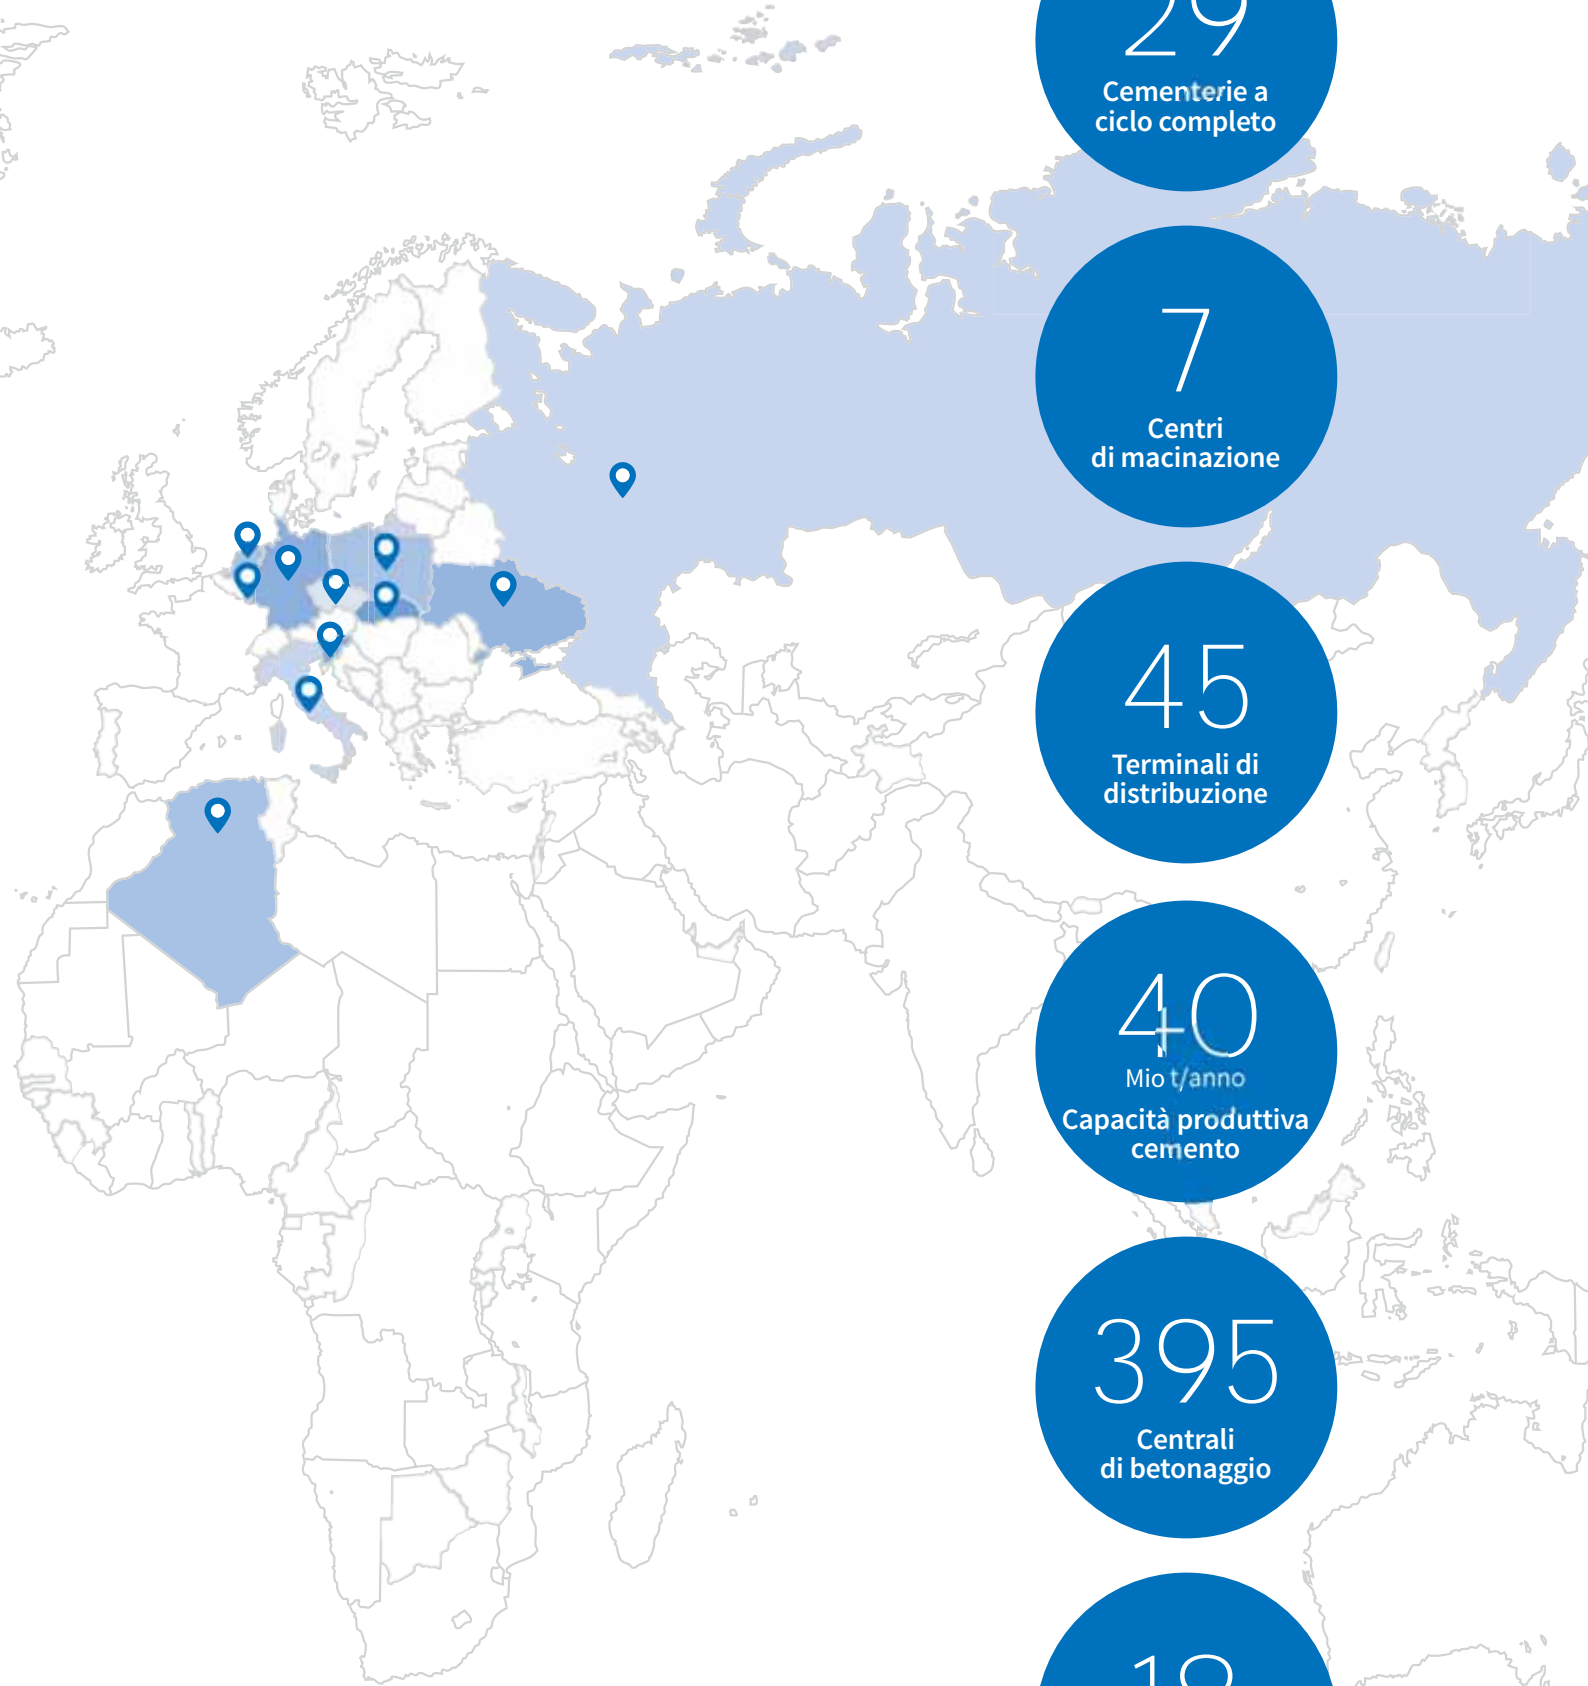 29
Cementerie a
ciclo completo
7
Centri
di macinazione
45
Terminali di
distribuzione
40
Mio t/anno
Capacità produttiva
cemento
395
Centrali
di betonaggio